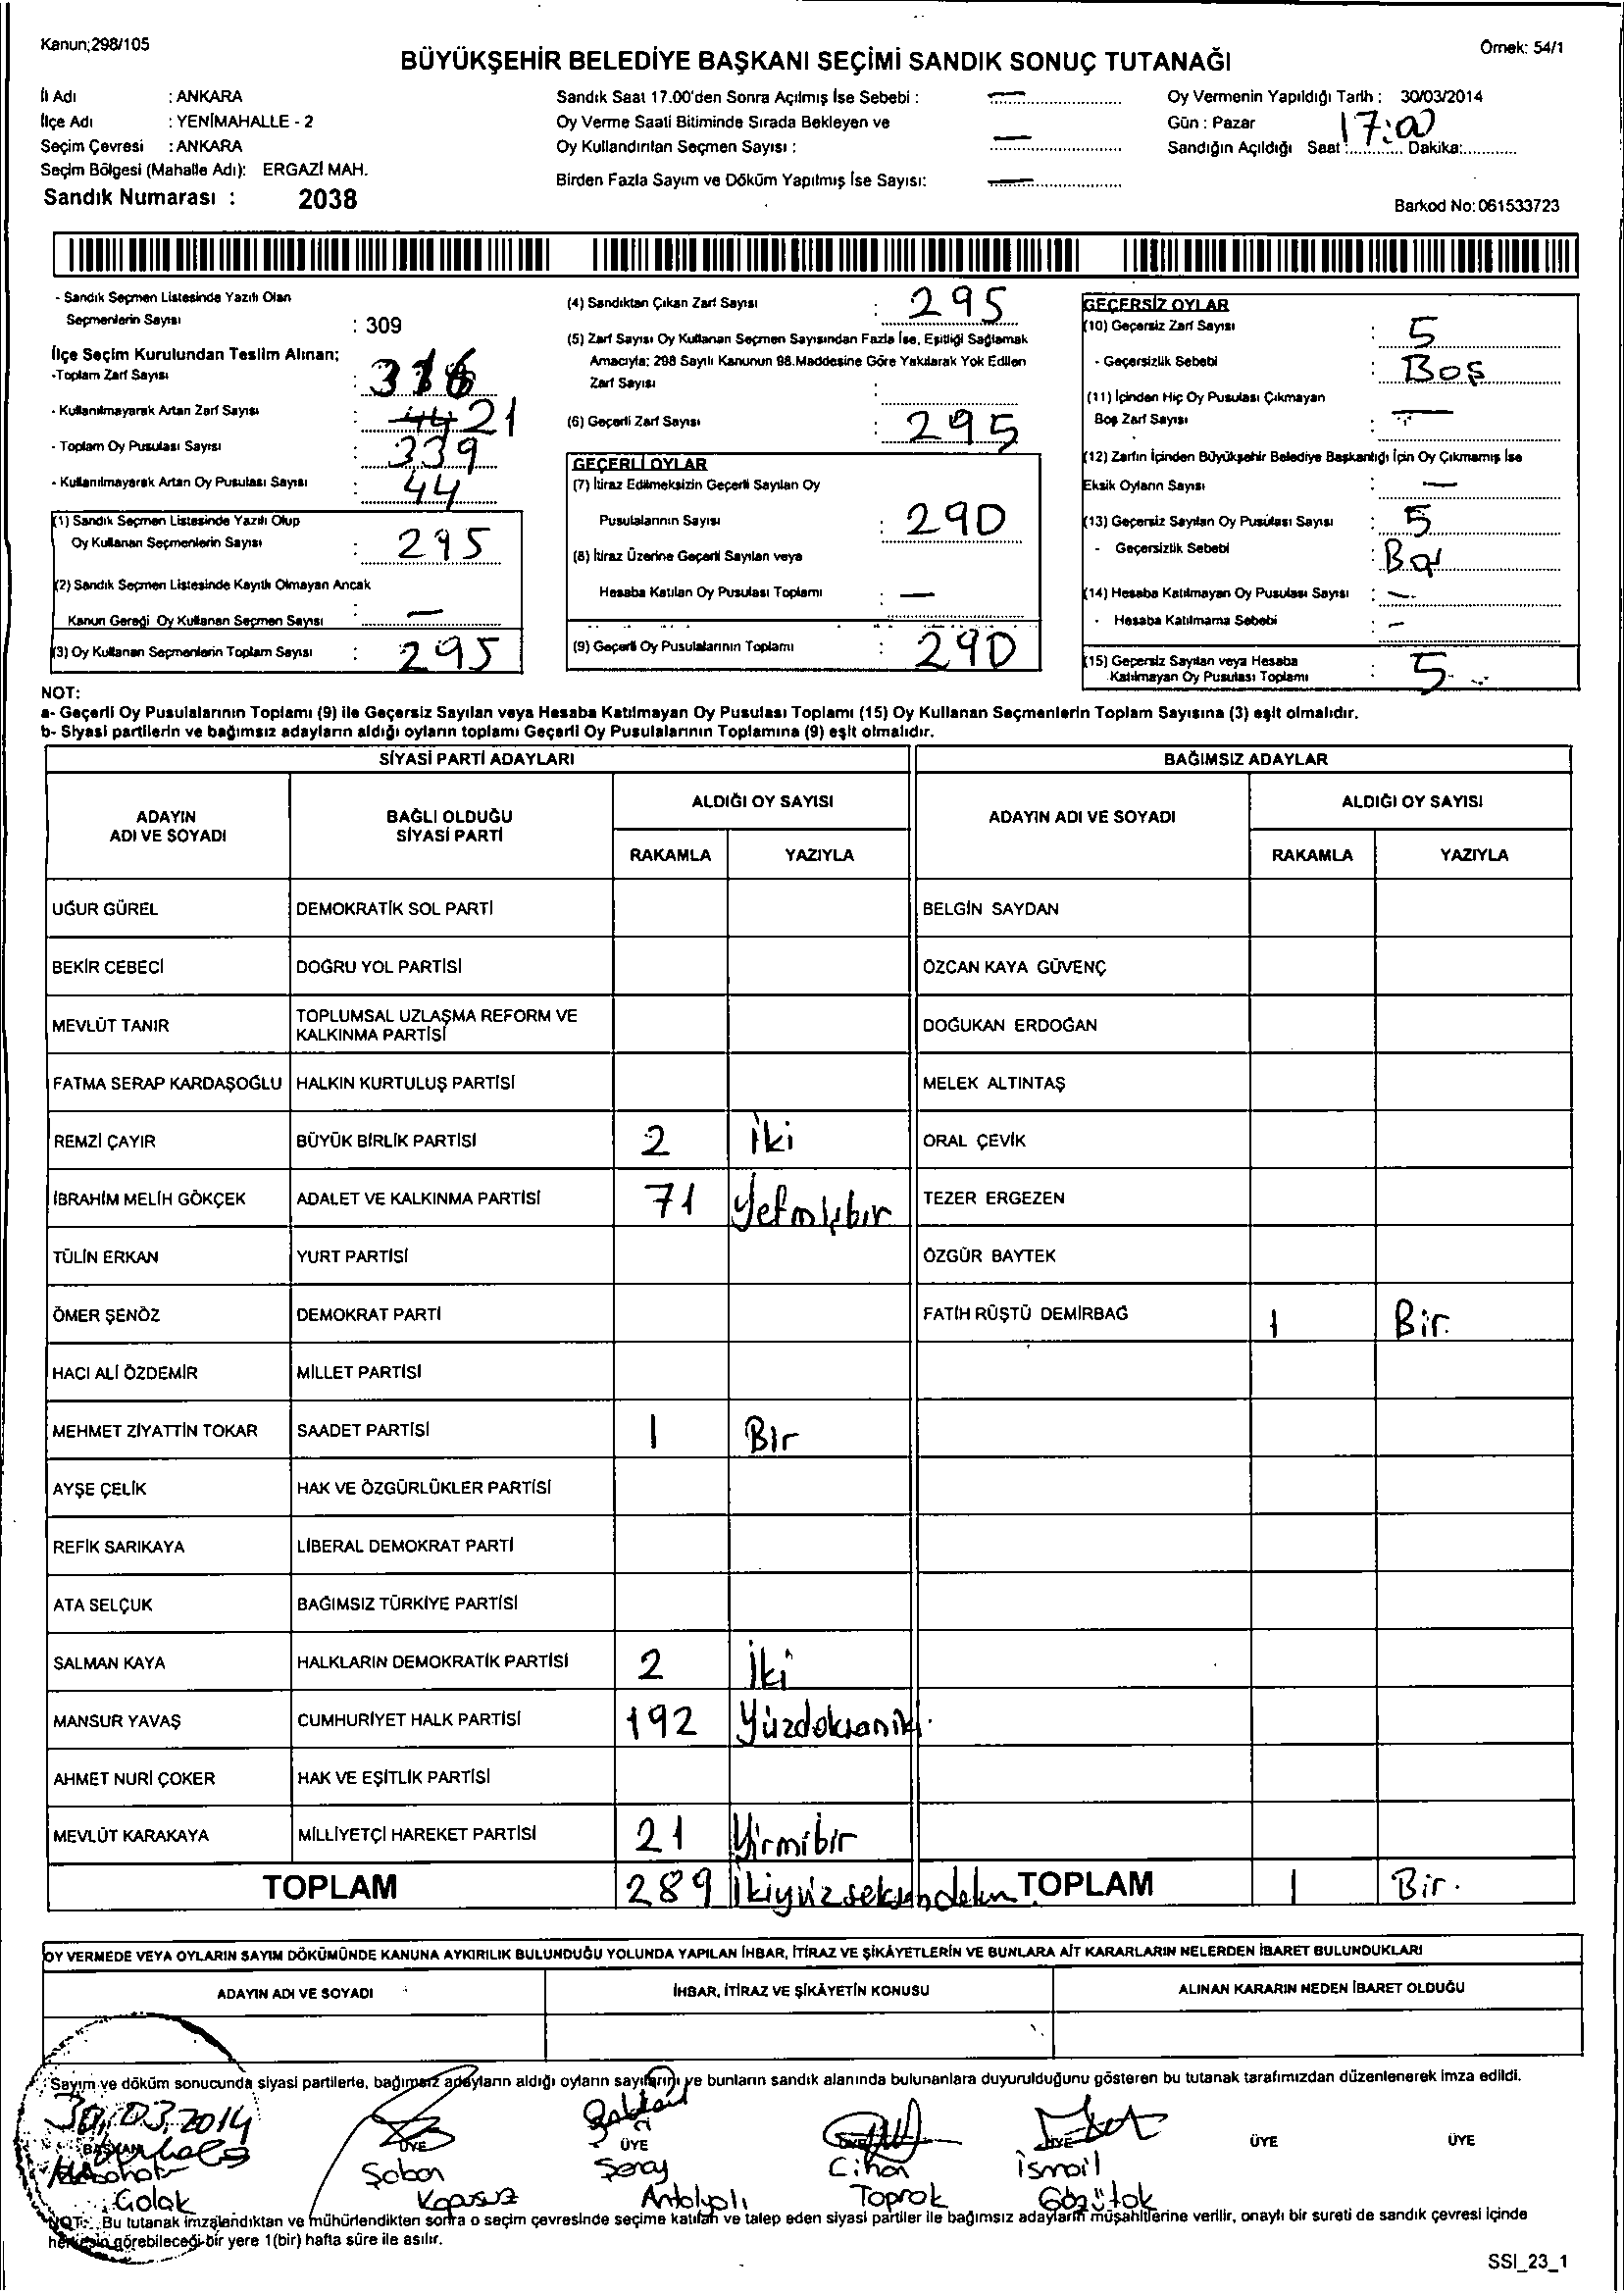 Kanun;298/105
Örnek: 54/1
BÜYÜKŞEHİR BELEDİYE BAŞKANI SEÇİMİ SANDIK SONUÇ TUTANAĞI
İl Adı : ANKARA
İlçe Adı : YENİMAHALLE - 2
Seçim Çevresi : ANKARA
Seçim Bölgesi (Mahalle Adı): ERGAZİ MAH.
Sandık Numarası : 2038
Sandık Saat 17.00'den Sonra Açılmış İse Sebebi : —
Oy Verme Saati Bitiminde Sırada Bekleyen ve
Oy Kullandırılan Seçmen Sayısı : —
Birden Fazla Sayım ve Döküm Yapılmış İse Sayısı: —
Oy Vermenin Yapıldığı Tarih : 30/03/2014
Gün : Pazar
Sandığın Açıldığı Saat :17:00 Dakika:
Barkod No: 061533723
- Sandık Seçmen Listesinde Yazılı Olan
Seçmenlerin Sayısı : 309
İlçe Seçim Kurulundan Teslim Alınan;
-Toplam Zarf Sayısı : 316
- Kullanılmayarak Artan Zarf Sayısı : 44 21
- Toplam Oy Pusulası Sayısı : 339
- Kullanılmayarak Artan Oy Pusulası Sayısı : 44
(1) Sandık Seçmen Listesinde Yazılı Olup
Oy Kullanan Seçmenlerin Sayısı : 295
(2) Sandık Seçmen Listesinde Kayıtlı Olmayan Ancak
Kanun Gereği Oy Kullanan Seçmen Sayısı : —
(3) Oy Kullanan Seçmenlerin Toplam Sayısı : 295
(4) Sandıktan Çıkan Zarf Sayısı : 295
(5) Zarf Sayısı Oy Kullanan Seçmen Sayısından Fazla İse, Eşitliği Sağlamak
Amacıyla; 298 Sayılı Kanunun 98.Maddesine Göre Yakılarak Yok Edilen
Zarf Sayısı :
(6) Geçerli Zarf Sayısı : 295
GEÇERLİ OYLAR
(7) İtiraz Edilmeksizin Geçerli Sayılan Oy
Pusulalarının Sayısı : 290
(8) İtiraz Üzerine Geçerli Sayılan veya
Hesaba Katılan Oy Pusulası Toplamı : —
(9) Geçerli Oy Pusulalarının Toplamı : 290
GEÇERSİZ OYLAR
(10) Geçersiz Zarf Sayısı : 5
- Geçersizlik Sebebi : Boş
(11) İçinden Hiç Oy Pusulası Çıkmayan
Boş Zarf Sayısı : —
(12) Zarfın İçinden Büyükşehir Belediye Başkanlığı İçin Oy Çıkmamış İse
Eksik Oyların Sayısı : —
(13) Geçersiz Sayılan Oy Pusulası Sayısı : 5
- Geçersizlik Sebebi : Boş
(14) Hesaba Katılmayan Oy Pusulası Sayısı : —
- Hesaba Katılmama Sebebi : —
(15) Geçersiz Sayılan veya Hesaba
Katılmayan Oy Pusulası Toplamı : 5
NOT:
a- Geçerli Oy Pusulalarının Toplamı (9) ile Geçersiz Sayılan veya Hesaba Katılmayan Oy Pusulası Toplamı (15) Oy Kullanan Seçmenlerin Toplam Sayısına (3) eşit olmalıdır.
b- Siyasi partilerin ve bağımsız adayların aldığı oyların toplamı Geçerli Oy Pusulalarının Toplamına (9) eşit olmalıdır.
SİYASİ PARTİ ADAYLARI BAĞIMSIZ ADAYLAR
ADAYIN ADI VE SOYADI BAĞLI OLDUĞU SİYASİ PARTİ ALDIĞI OY SAYISI ADAYIN ADI VE SOYADI ALDIĞI OY SAYISI
RAKAMLA YAZIYLA RAKAMLA YAZIYLA
UĞUR GÜREL DEMOKRATİK SOL PARTİ BELGİN SAYDAN
BEKİR CEBECİ DOĞRU YOL PARTİSİ ÖZCAN KAYA GÜVENÇ
MEVLÜT TANIR TOPLUMSAL UZLAŞMA REFORM VE KALKINMA PARTİSİ DOĞUKAN ERDOĞAN
FATMA SERAP KARDAŞOĞLU HALKIN KURTULUŞ PARTİSİ MELEK ALTINTAŞ
REMZİ ÇAYIR BÜYÜK BİRLİK PARTİSİ 2 İki ORAL ÇEVİK
İBRAHİM MELİH GÖKÇEK ADALET VE KALKINMA PARTİSİ 71 Yetmişbir TEZER ERGEZEN
TÜLİN ERKAN YURT PARTİSİ ÖZGÜR BAYTEK
ÖMER ŞENÖZ DEMOKRAT PARTİ FATİH RÜŞTÜ DEMİRBAĞ 1 Bir.
HACI ALİ ÖZDEMİR MİLLET PARTİSİ
MEHMET ZİYATTİN TOKAR SAADET PARTİSİ 1 Bir
AYŞE ÇELİK HAK VE ÖZGÜRLÜKLER PARTİSİ
REFİK SARIKAYA LİBERAL DEMOKRAT PARTİ
ATA SELÇUK BAĞIMSIZ TÜRKİYE PARTİSİ
SALMAN KAYA HALKLARIN DEMOKRATİK PARTİSİ 2 İki
MANSUR YAVAŞ CUMHURİYET HALK PARTİSİ 192 Yüzdoksaniki.
AHMET NURİ ÇOKER HAK VE EŞİTLİK PARTİSİ
MEVLÜT KARAKAYA MİLLİYETÇİ HAREKET PARTİSİ 21 Yirmibir
TOPLAM 289 İkiyüzseksendokuz TOPLAM 1 Bir.
OY VERMEDE VEYA OYLARIN SAYIM DÖKÜMÜNDE KANUNA AYKIRILIK BULUNDUĞU YOLUNDA YAPILAN İHBAR, İTİRAZ VE ŞİKÂYETLERİN VE BUNLARA AİT KARARLARIN NELERDEN İBARET BULUNDUKLARI
ADAYIN ADI VE SOYADI İHBAR, İTİRAZ VE ŞİKÂYETİN KONUSU ALINAN KARARIN NEDEN İBARET OLDUĞU
Sayım ve döküm sonucunda siyasi partilerle, bağımsız adayların aldığı oyların sayılarını ve bunların sandık alanında bulunanlara duyurulduğunu gösteren bu tutanak tarafımızdan düzenlenerek imza edildi.
30.03.2014
BAŞKAN ÜYE ÜYE ÜYE ÜYE ÜYE ÜYE
Şaban Seray Cihan İsmail
Çolak Kapsuz Antalyalı Toprak Gözütok
NOT: Bu tutanak imzalandıktan ve mühürlendikten sonra o seçim çevresinde seçime katılan ve talep eden siyasi partiler ile bağımsız adayların müşahitlerine verilir, onaylı bir sureti de sandık çevresi içinde
herkesin görebileceği bir yere 1(bir) hafta süre ile asılır.
SSI_23_1